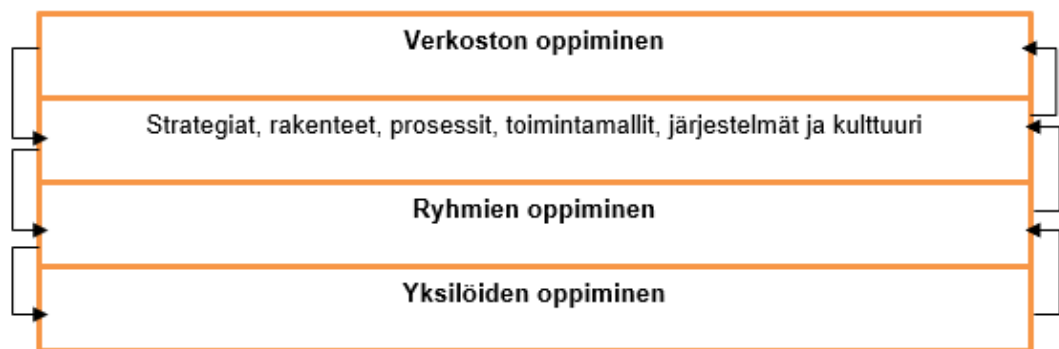 Verkoston oppiminen
Strategiat, rakenteet, prosessit, toimintamallit, järjestelmät ja kulttuuri
Ryhmien oppiminen
Yksilöiden oppiminen